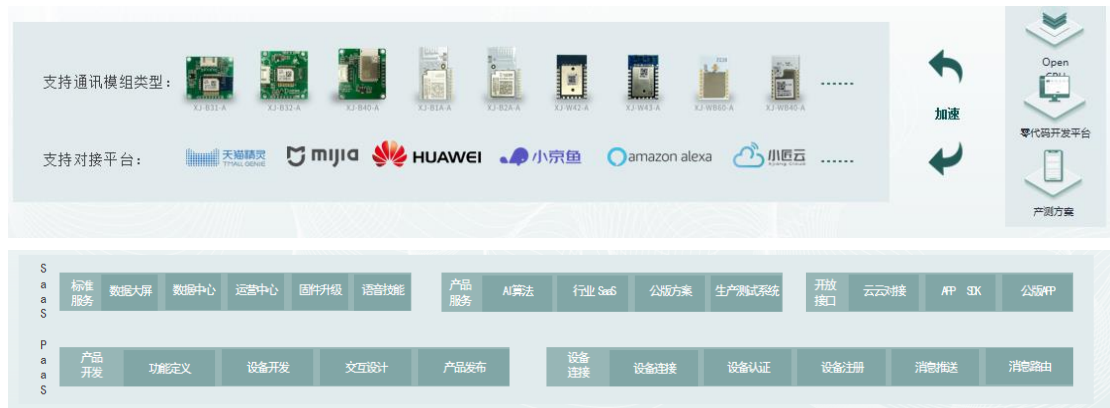 支持通讯模组类型：
XJ-B31-A
XJ-B32-A
XJ-B40-A
XJ-B1A-A
XJ-B2A-A
XJ-W42-A
XJ-W43-A
XJ-WB60-A
XJ-WB40-A
……
支持对接平台：
天猫精灵
TMALL GENIE
mijia
HUAWEI
小京鱼
amazon alexa
小匠云
……
加速
Open
CPU
零代码开发平台
产测方案
SaaS
标准服务
数据大屏
数据中心
运营中心
固件升级
语音技能
产品服务
AI算法
行业 SaaS
公版方案
生产测试系统
开放接口
云云对接
APP SDK
公版APP
PaaS
产品开发
功能定义
设备开发
交互设计
产品发布
设备连接
设备连接
设备认证
设备注册
消息推送
消息路由